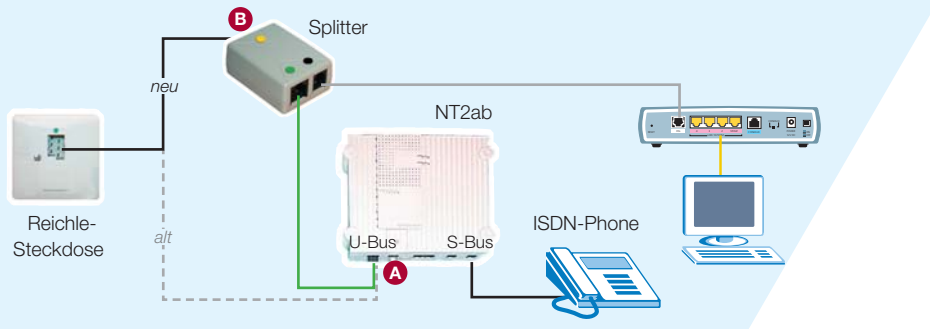 B
Splitter
neu
NT2ab
Reichle-
Steckdose
alt
U-Bus
S-Bus
A
ISDN-Phone